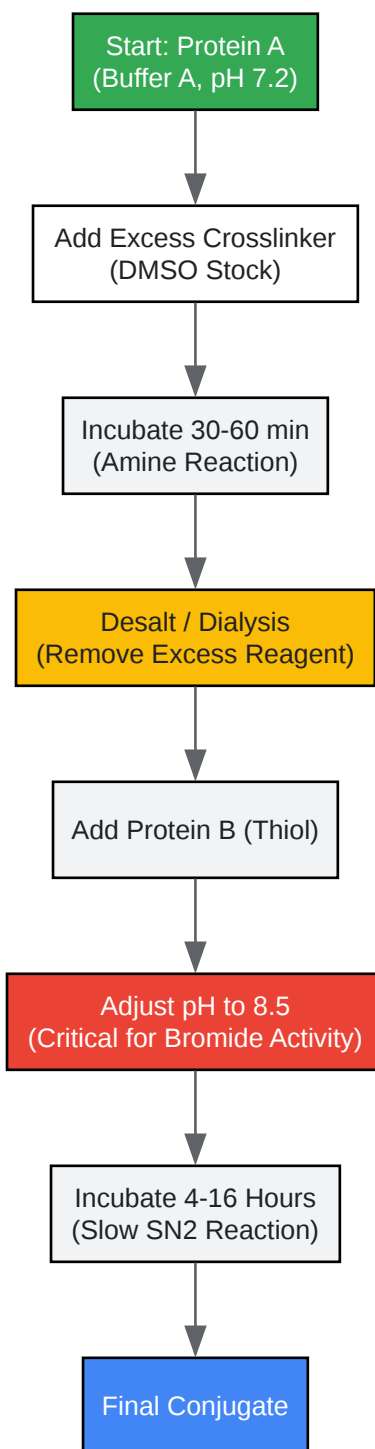 Start: Protein A
(Buffer A, pH 7.2)
Add Excess Crosslinker
(DMSO Stock)
Incubate 30-60 min
(Amine Reaction)
Desalt / Dialysis
(Remove Excess Reagent)
Add Protein B (Thiol)
Adjust pH to 8.5
(Critical for Bromide Activity)
Incubate 4-16 Hours
(Slow SN2 Reaction)
Final Conjugate